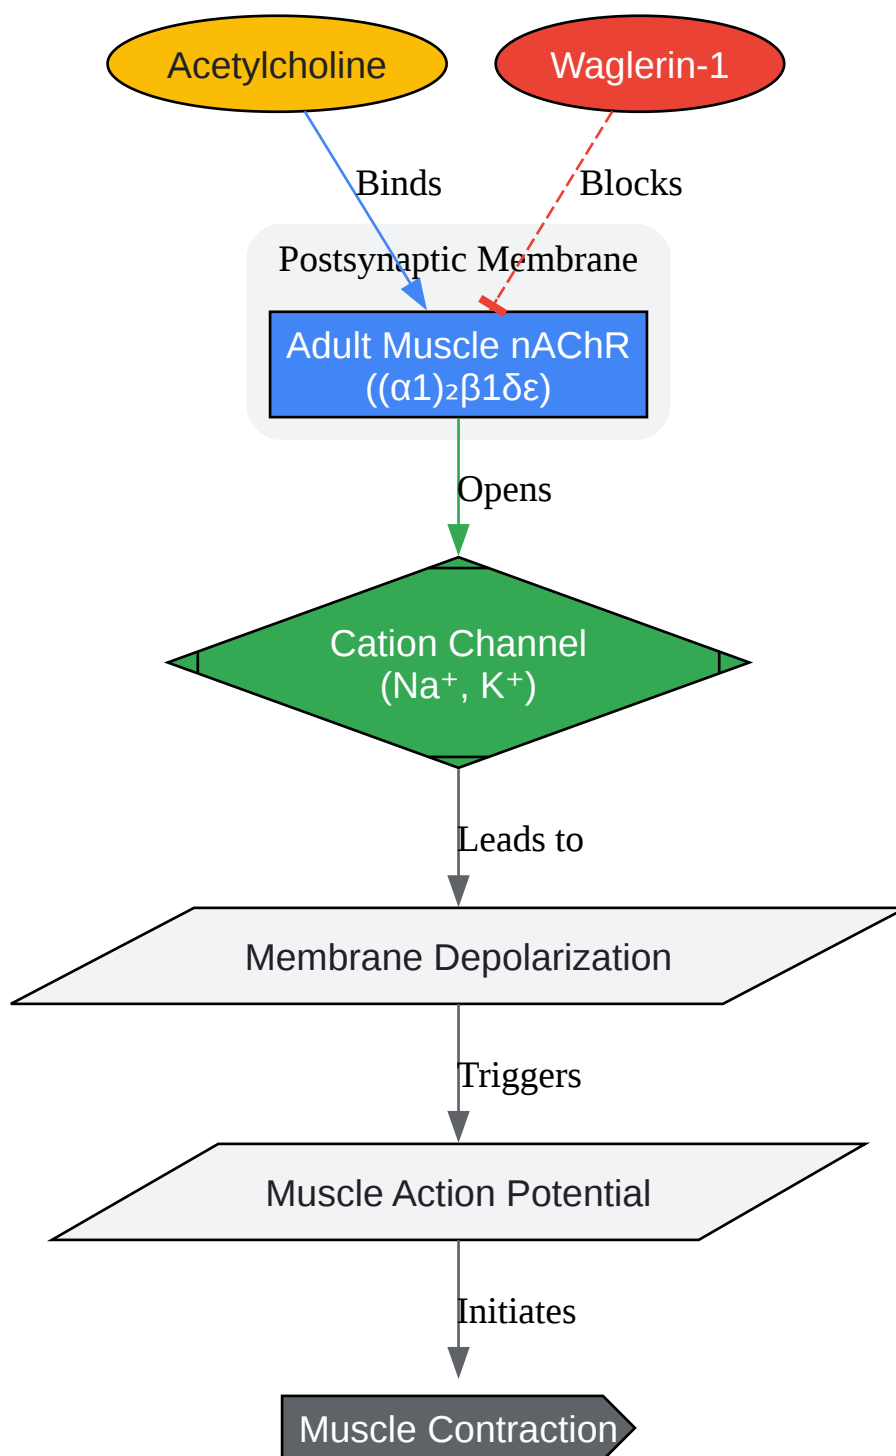 Acetylcholine
Waglerin-1
Binds
Blocks
Postsynaptic Membrane
Adult Muscle nAChR
((α1)₂β1δε)
Opens
Cation Channel
(Na⁺, K⁺)
Leads to
Membrane Depolarization
Triggers
Muscle Action Potential
Initiates
Muscle Contraction